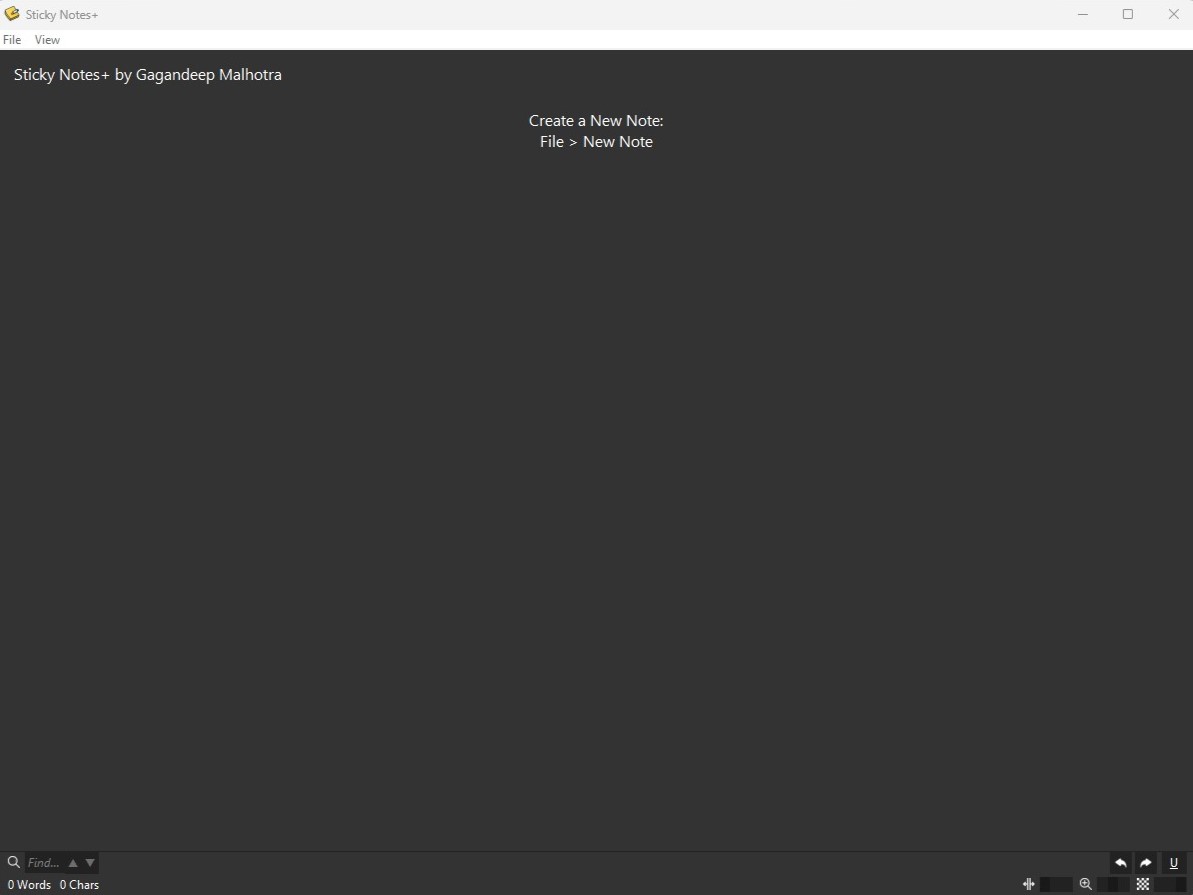 Sticky Notes+
File View
Sticky Notes+ by Gagandeep Malhotra
Create a New Note:
File > New Note
Find...
U
0 Words 0 Chars